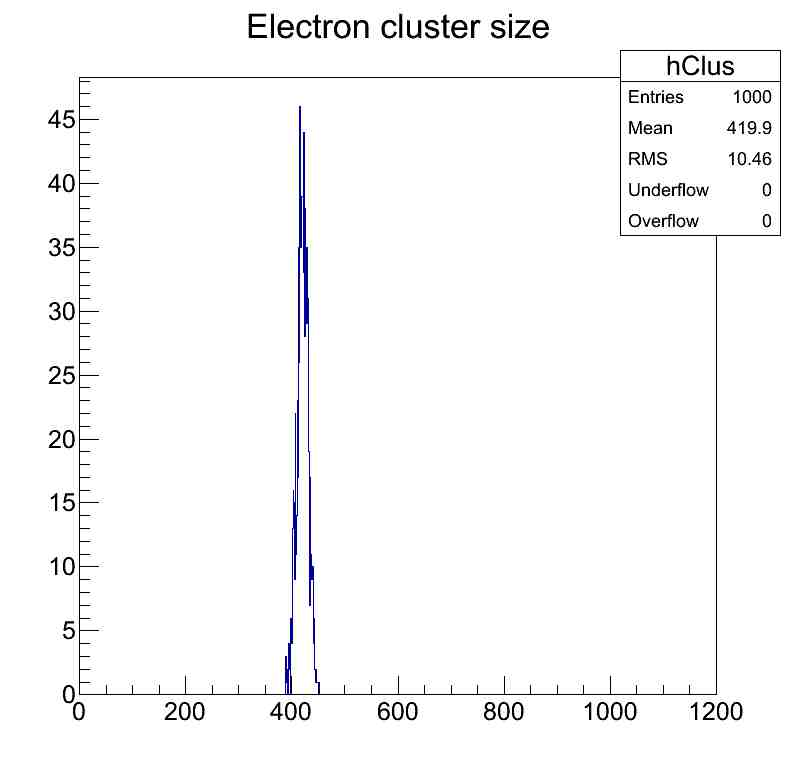 Electron cluster size
hClus
Entries 1000
Mean 419.9
RMS 10.46
Underflow 0
Overflow 0
45
40
35
30
25
20
15
10
5
0
0 200 400 600 800 1000 1200